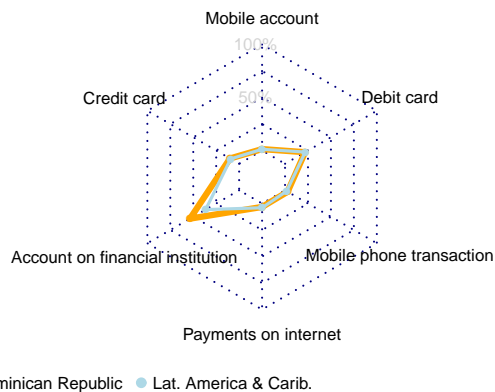 Mobile account
100%
Credit card
50%
Debit card
Account on financial institution
Mobile phone transaction
Payments on internet
minican Republic Lat. America & Carib.